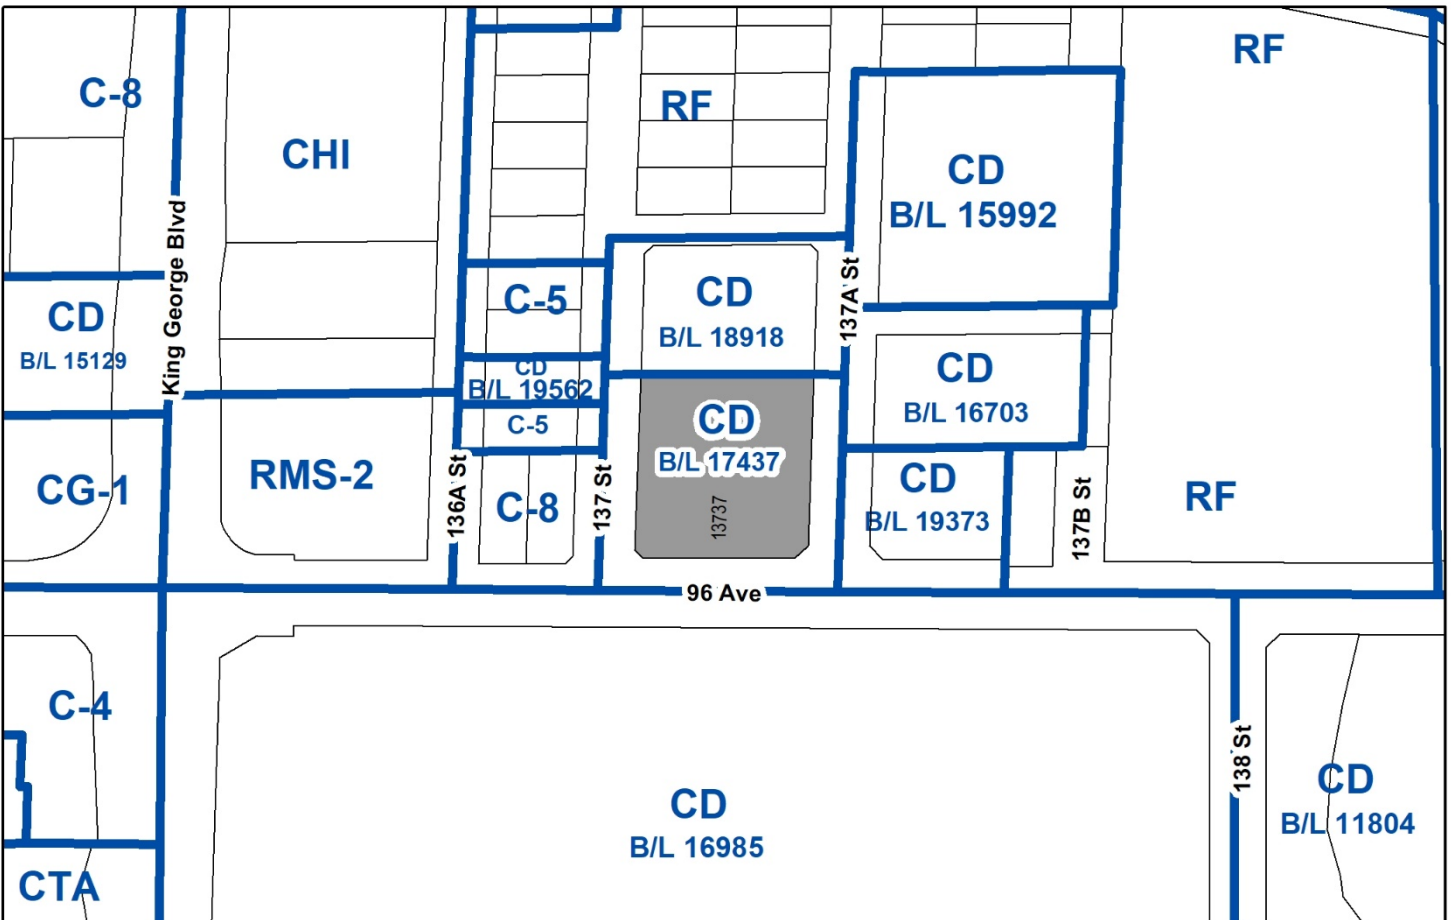 RF
C-8
RF
CHI
CD
B/L 15992
King George Blvd
137A St
C-5
CD
B/L 18918
CD
B/L 15129
CD
B/L 19562
CD
B/L 16703
C-5
CD
B/L 17437
13737
RMS-2
CG-1
136A St
C-8
137 St
CD
B/L 19373
137B St
RF
96 Ave
C-4
138 St
CD
B/L 11804
CD
B/L 16985
CTA